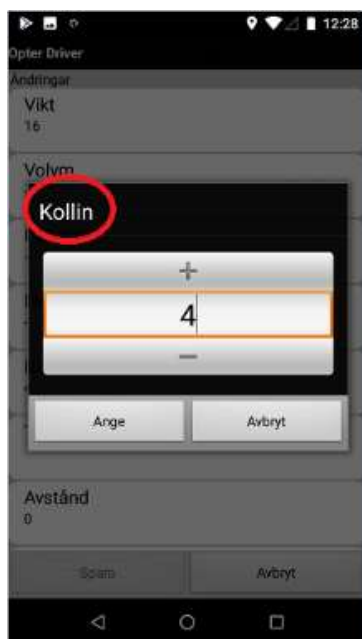 12:28
Opter Driver
Ändringar
Vikt
16
Volym
Kollin
4
Ange
Avbryt
Avstånd
0
Spara
Avbryt